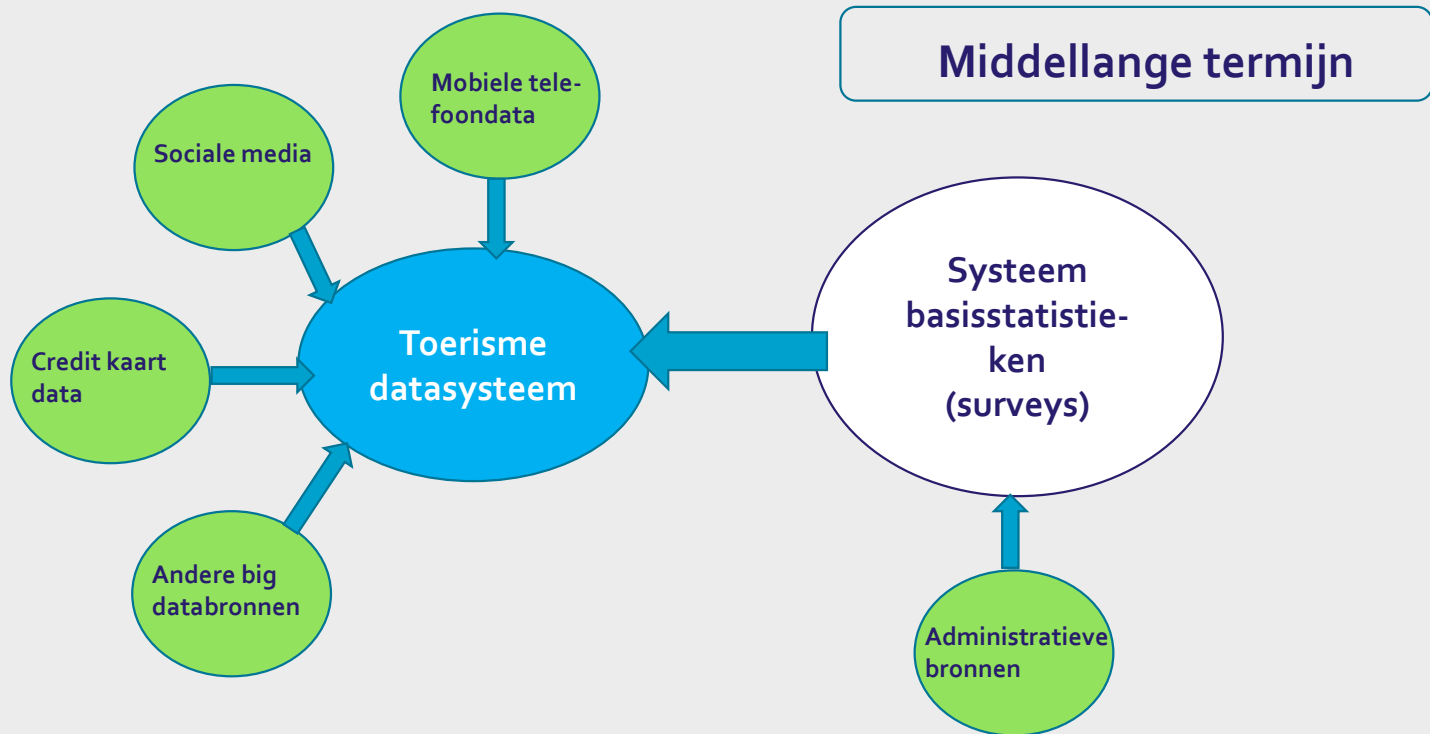 Middellange termijn
Mobiele tele-
foondata
Sociale media
Systeem
basisstatistie-
ken
(surveys)
Toerisme
datasysteem
Credit kaart
data
Andere big
databronnen
Administratieve
bronnen